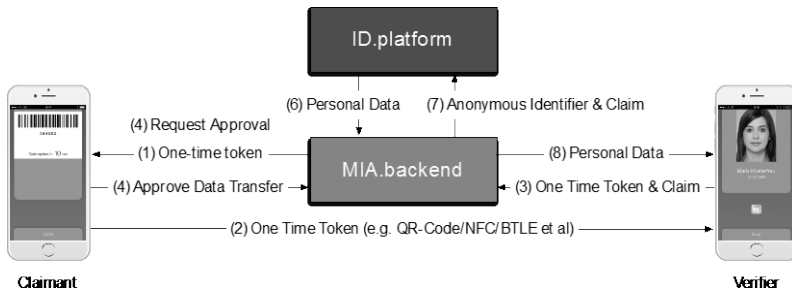 ID.platform
(6) Personal Data
(7) Anonymous Identifier & Claim
(4) Request Approval
(1) One-time token
MIA.backend
(8) Personal Data
(4) Approve Data Transfer
(3) One Time Token & Claim
(2) One Time Token (e.g. QR-Code/NFC/BTLE et al)
Claimant
Verifier